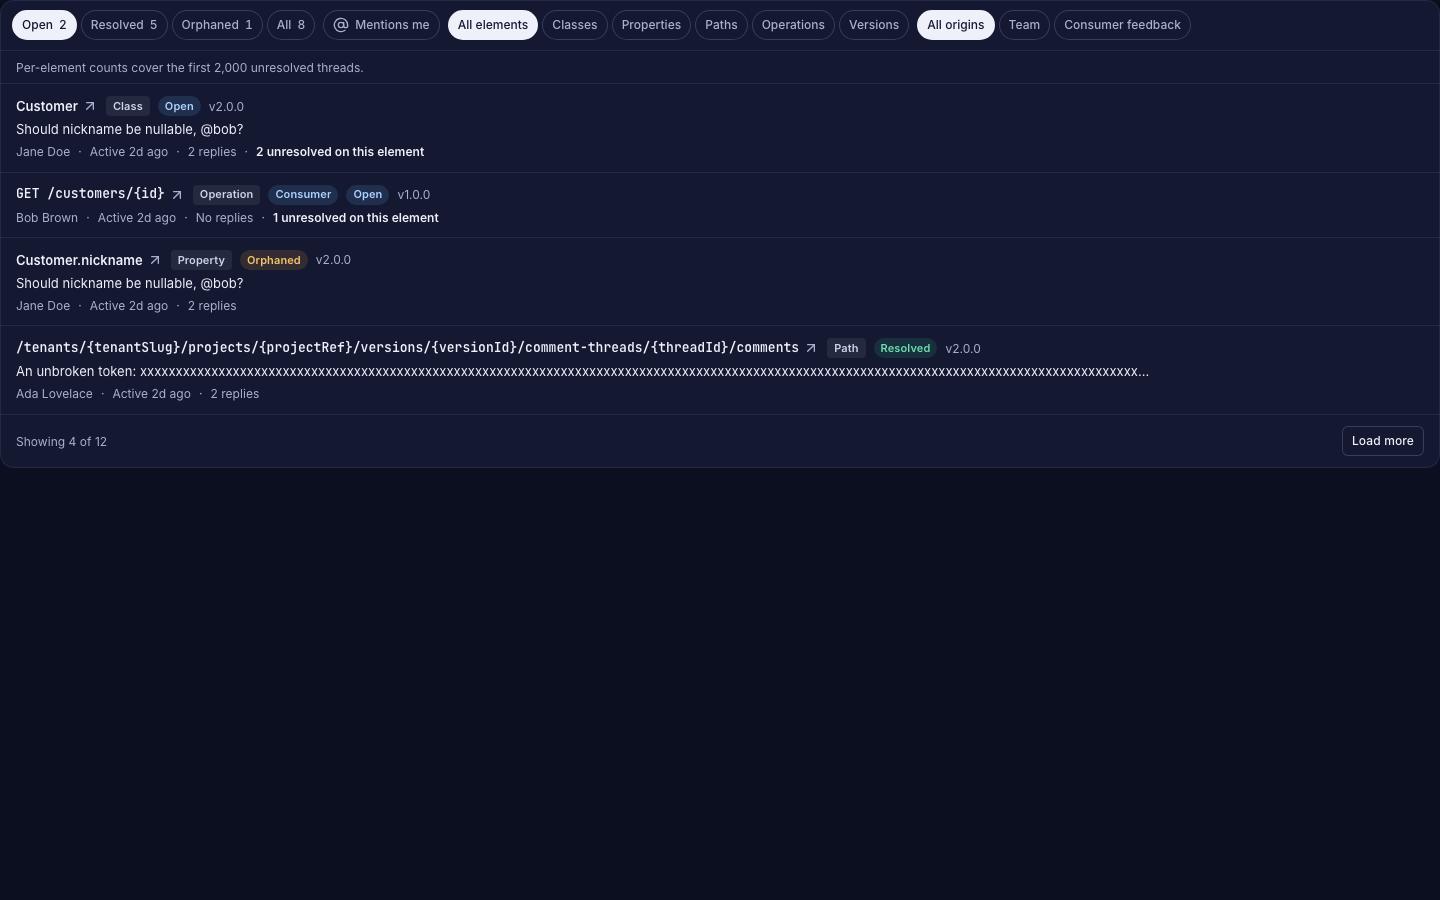 Open 2 Resolved 5 Orphaned 1 All 8 @ Mentions me All elements Classes Properties Paths Operations Versions All origins Team Consumer feedback
Per-element counts cover the first 2,000 unresolved threads.
Customer Class Open v2.0.0
Should nickname be nullable, @bob?
Jane Doe · Active 2d ago · 2 replies · 2 unresolved on this element
GET /customers/{id} Operation Consumer Open v1.0.0
Bob Brown · Active 2d ago · No replies · 1 unresolved on this element
Customer.nickname Property Orphaned v2.0.0
Should nickname be nullable, @bob?
Jane Doe · Active 2d ago · 2 replies
/tenants/{tenantSlug}/projects/{projectRef}/versions/{versionId}/comment-threads/{threadId}/comments Path Resolved v2.0.0
An unbroken token: xxxxxxxxxxxxxxxxxxxxxxxxxxxxxxxxxxxxxxxxxxxxxxxxxxxxxxxxxxxxxxxxxxxxxxxxxxxxxxxxxxxxxxxxxxxxxxxxxxxxxxxxxxxxxxxxxxxxxxxxxxxxxxxxxxxxxxxxxxxx…
Ada Lovelace · Active 2d ago · 2 replies
Showing 4 of 12 Load more